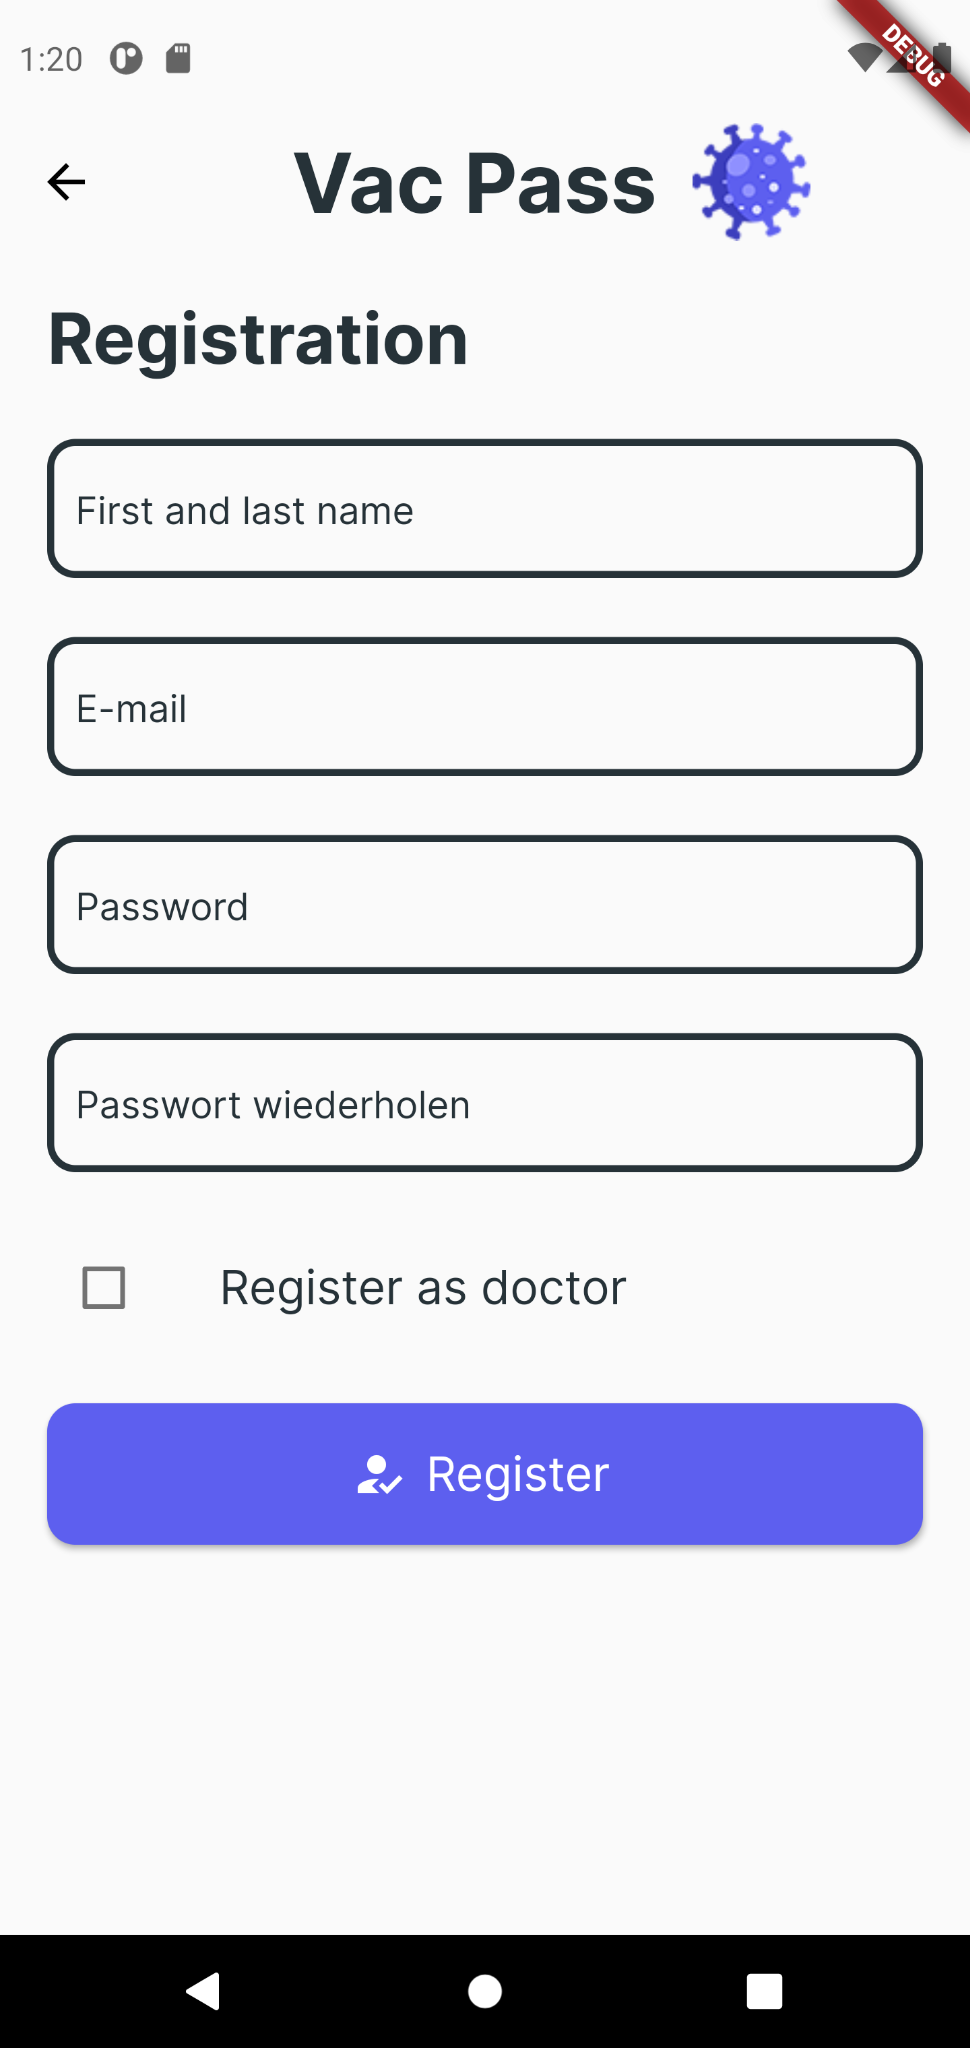 1:20
DEBUG
Vac Pass
Registration
First and last name
E-mail
Password
Passwort wiederholen
Register as doctor
Register